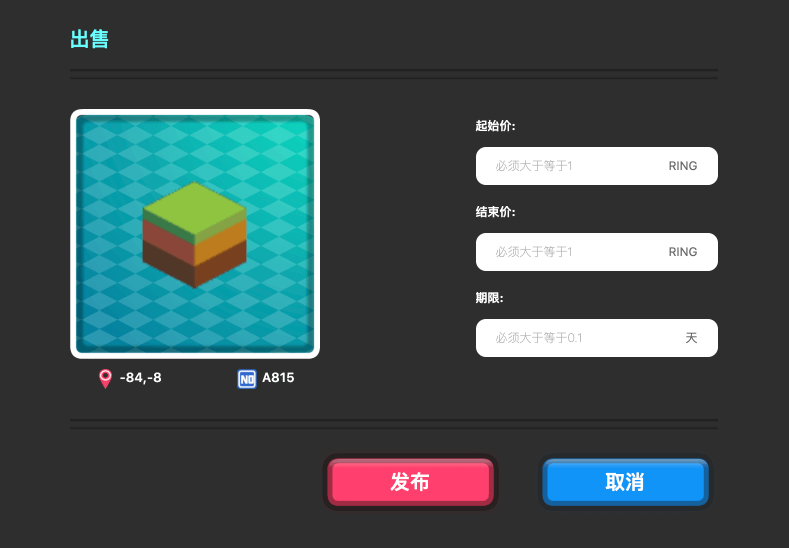 出售
起始价:
必须大于等于1 RING
结束价:
必须大于等于1 RING
期限:
必须大于等于0.1 天
-84,-8 NO A815
发布 取消